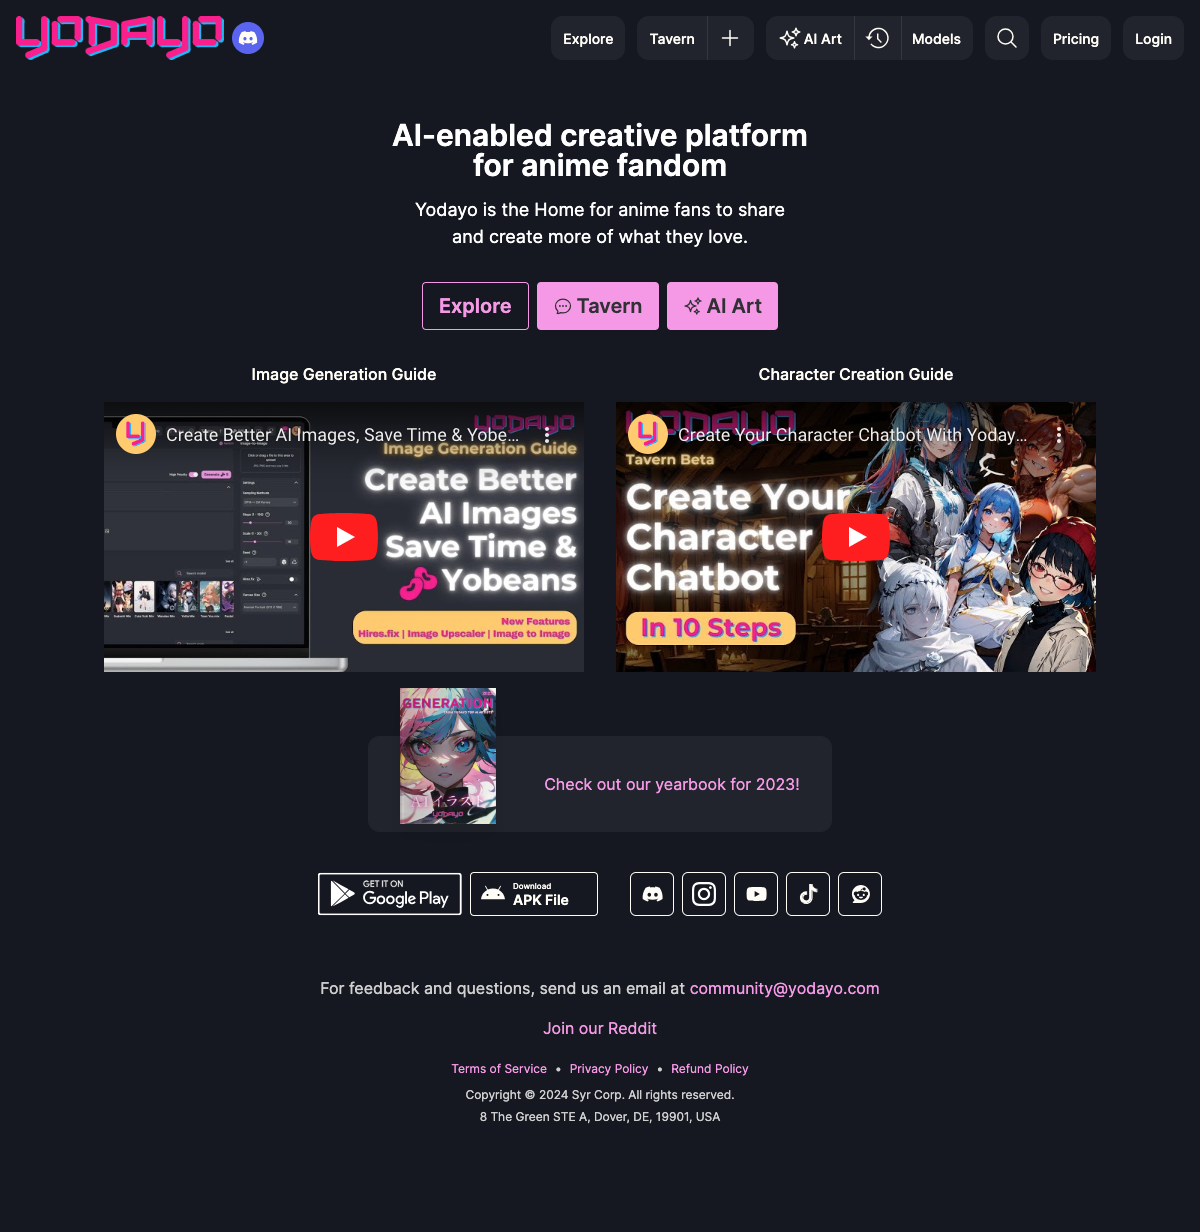 YODAYO
Explore
Tavern
AI Art
Models
Pricing
Login
AI-enabled creative platform
for anime fandom
Yodayo is the Home for anime fans to share
and create more of what they love.
Explore
Tavern
AI Art
Image Generation Guide
Character Creation Guide
YODAYO
Create Better AI Images, Save Time & Yobe...
Image Generation Guide
Create Better
AI Images
Save Time &
Yobeans
New Features
Hires.fix | Image Upscaler | Image to Image
YODAYO
Create Your Character Chatbot With Yoday...
Tavern Beta
Create Your
Character
Chatbot
In 10 Steps
GENERATION
AIイラスト
YODAYO
Check out our yearbook for 2023!
GET IT ON
Google Play
Download
APK File
For feedback and questions, send us an email at community@yodayo.com
Join our Reddit
Terms of Service • Privacy Policy • Refund Policy
Copyright © 2024 Syr Corp. All rights reserved.
8 The Green STE A, Dover, DE, 19901, USA